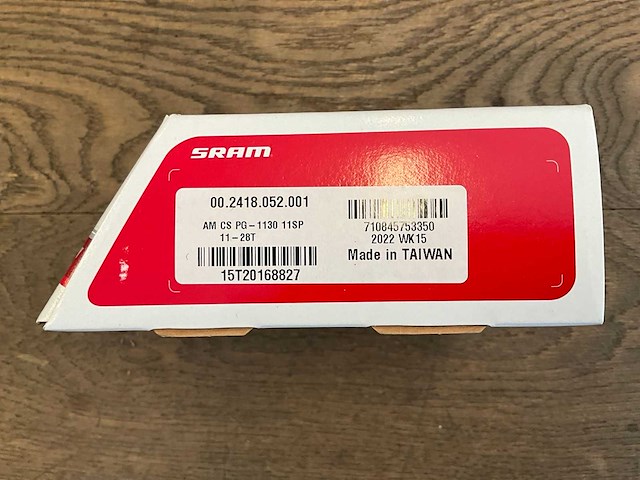 SRAM
00.2418.052.001
AM CS PG-1130 11SP
11-28T
15T20168827
710845753350
2022 WK15
Made in TAIWAN